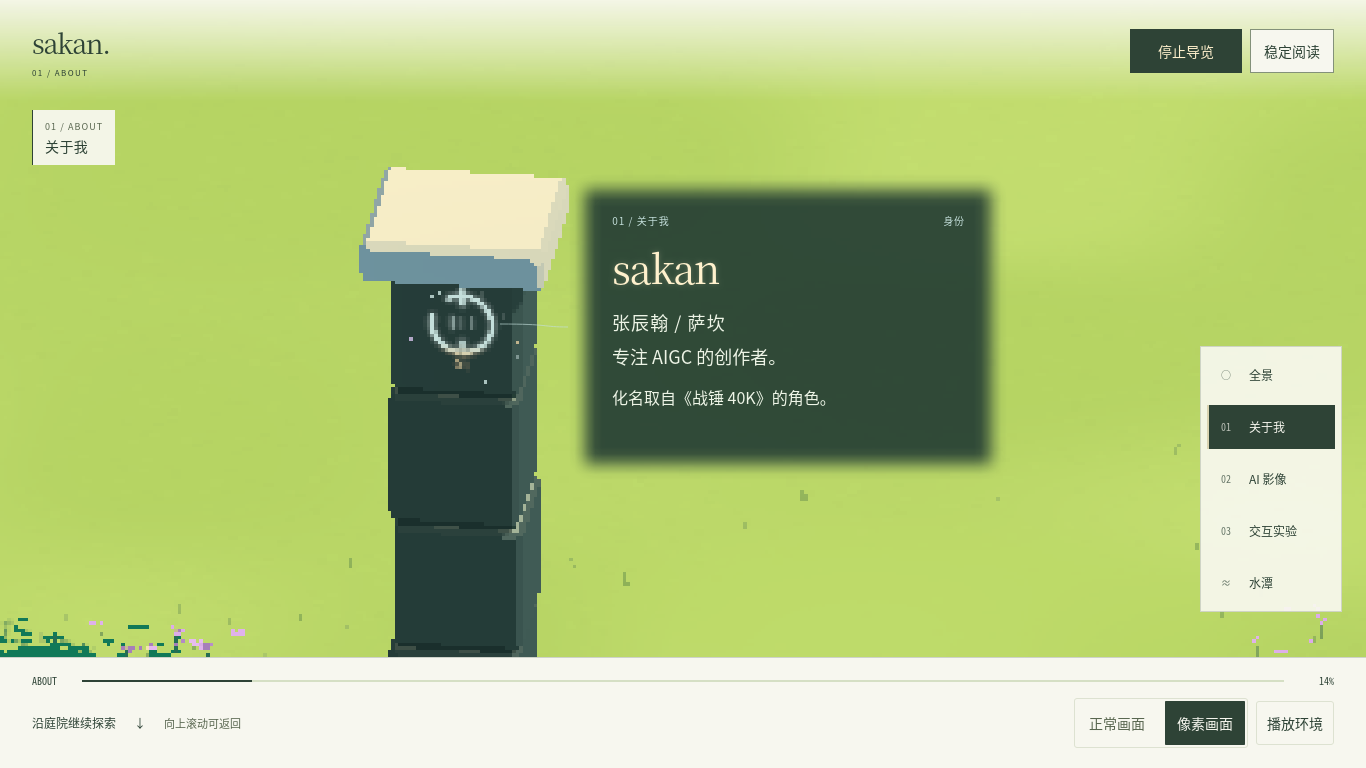 sakan.
01 / ABOUT
停止导览
稳定阅读
01 / ABOUT
关于我
01 / 关于我
身份
sakan
张辰翰 / 萨坎
专注 AIGC 的创作者。
化名取自《战锤 40K》的角色。
全景
01 关于我
02 AI 影像
03 交互实验
≈ 水潭
ABOUT
14%
沿庭院继续探索 ↓ 向上滚动可返回
正常画面
像素画面
播放环境